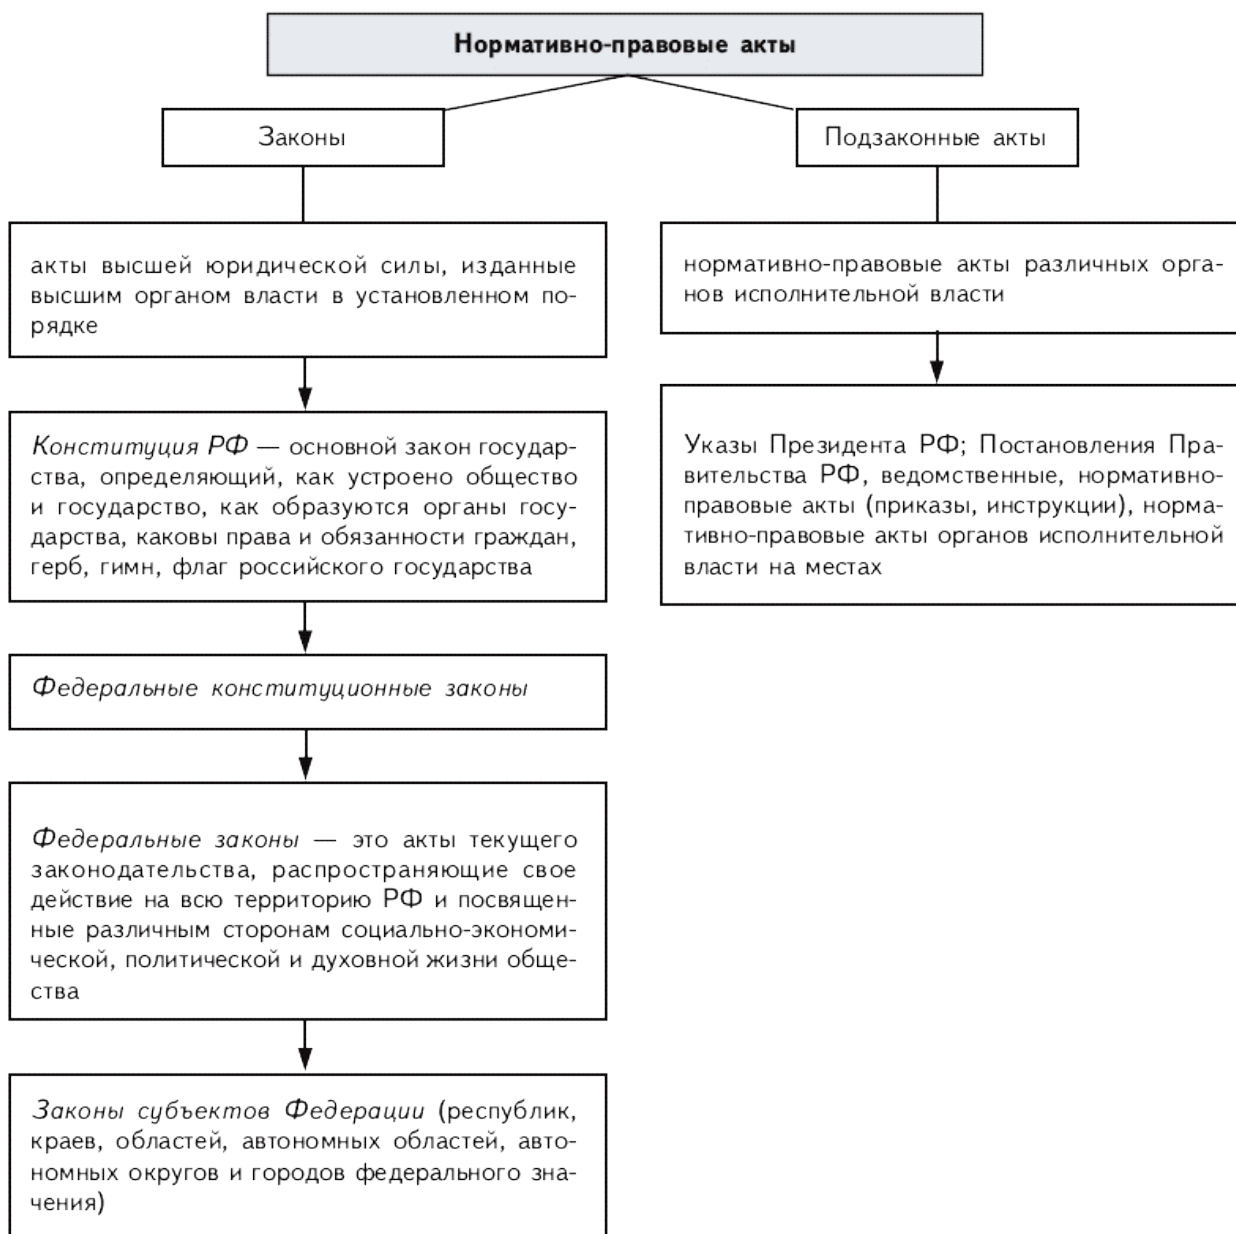 Нормативно-правовые акты
Законы
Подзаконные акты
акты высшей юридической силы, изданные
высшим органом власти в установленном по-
рядке
нормативно-правовые акты различных орга-
нов исполнительной власти
Конституция РФ — основной закон государ-
ства, определяющий, как устроено общество
и государство, как образуются органы госу-
дарства, каковы права и обязанности граждан,
герб, гимн, флаг российского государства
Указы Президента РФ; Постановления Пра-
вительства РФ, ведомственные, нормативно-
правовые акты (приказы, инструкции), норма-
тивно-правовые акты органов исполнительной
власти на местах
Федеральные конституционные законы
Федеральные законы — это акты текущего
законодательства, распространяющие свое
действие на всю территорию РФ и посвящен-
ные различным сторонам социально-экономи-
ческой, политической и духовной жизни обще-
ства
Законы субъектов Федерации (республик,
краев, областей, автономных областей, авто-
номных округов и городов федерального зна-
чения)